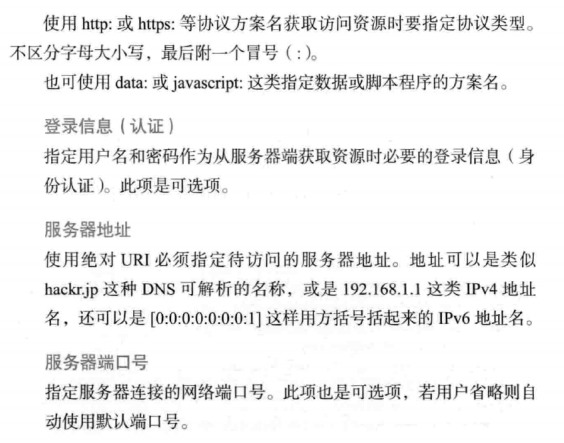 使用 http: 或 https: 等协议方案名获取访问资源时要指定协议类型。
不区分字母大小写，最后附一个冒号（:）。
也可使用 data: 或 javascript: 这类指定数据或脚本程序的方案名。
登录信息（认证）
指定用户名和密码作为从服务器端获取资源时必要的登录信息（身
份认证）。此项是可选项。
服务器地址
使用绝对 URI 必须指定待访问的服务器地址。地址可以是类似
hackr.jp 这种 DNS 可解析的名称，或是 192.168.1.1 这类 IPv4 地址
名，还可以是 [0:0:0:0:0:0:0:1] 这样用方括号括起来的 IPv6 地址名。
服务器端口号
指定服务器连接的网络端口号。此项也是可选项，若用户省略则自
动使用默认端口号。